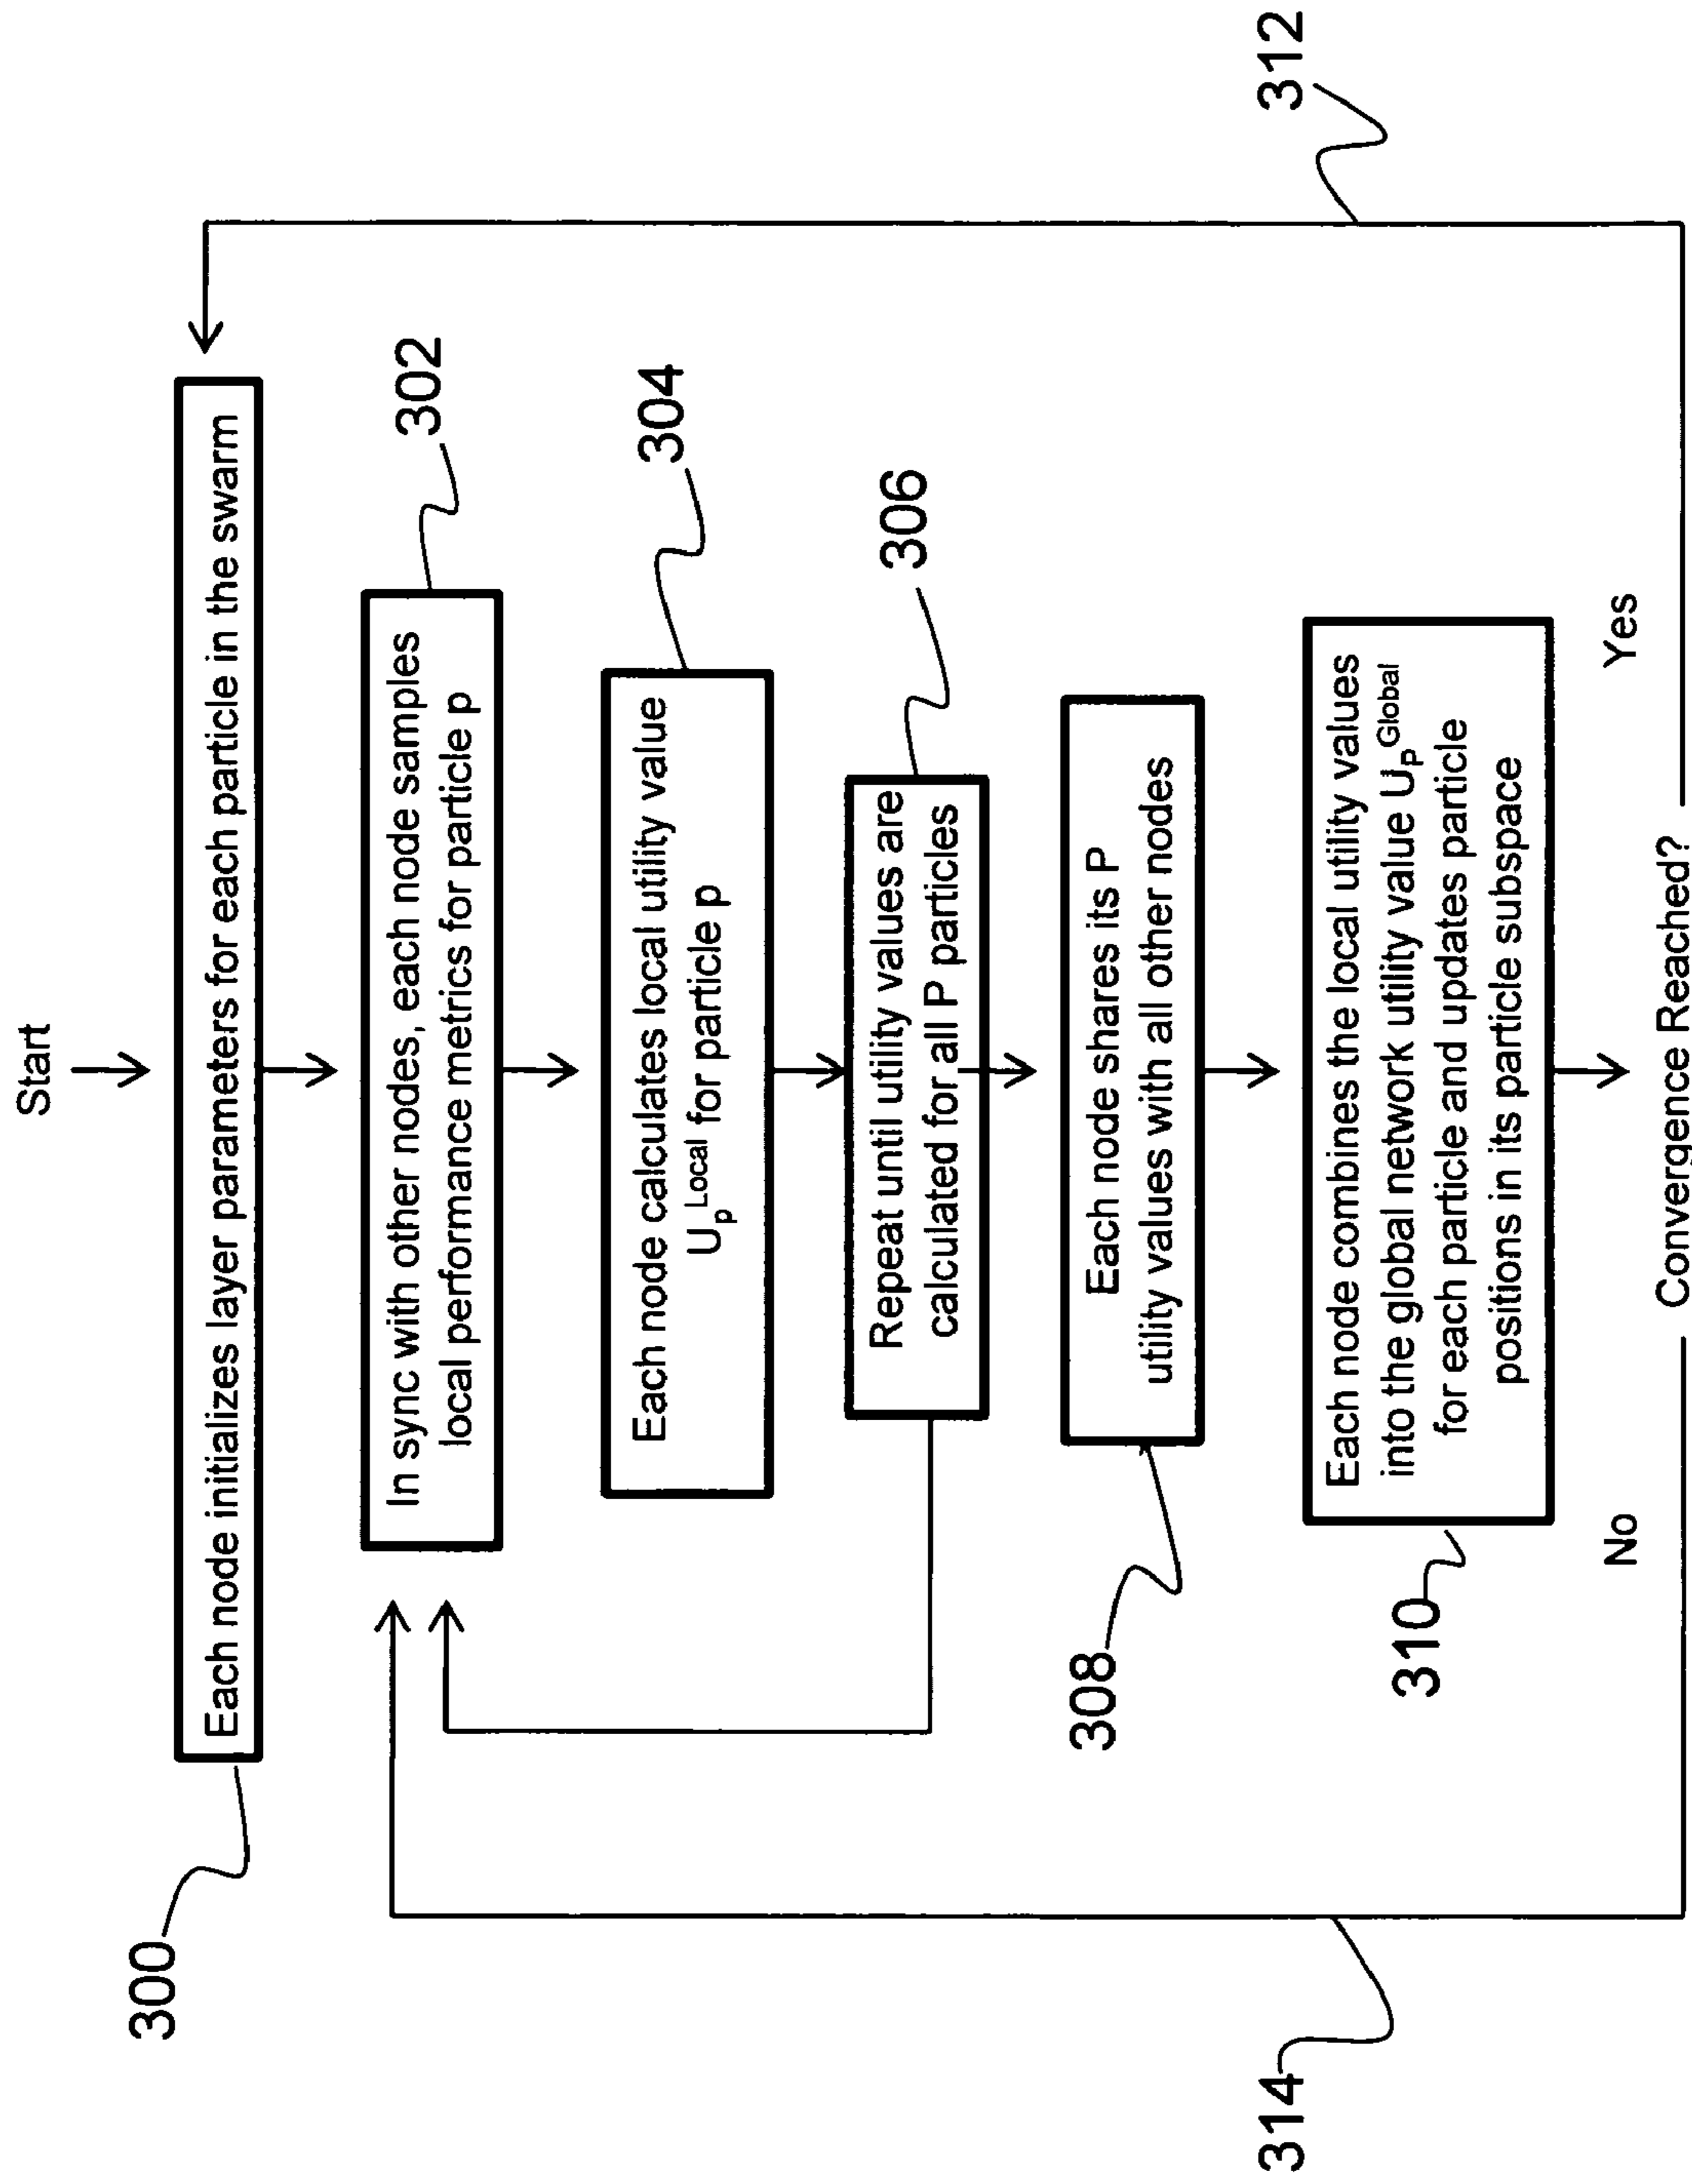 Start
Each node initializes layer parameters for each particle in the swarm
300
In sync with other nodes, each node samples
local performance metrics for particle p
302
Each node calculates local utility value
Up Local for particle p
304
Repeat until utility values are
calculated for all P particles
306
Each node shares its P
utility values with all other nodes
308
Each node combines the local utility values
into the global network utility value UP Global
for each particle and updates particle
positions in its particle subspace
310
No
Yes
Convergence Reached?
312
314